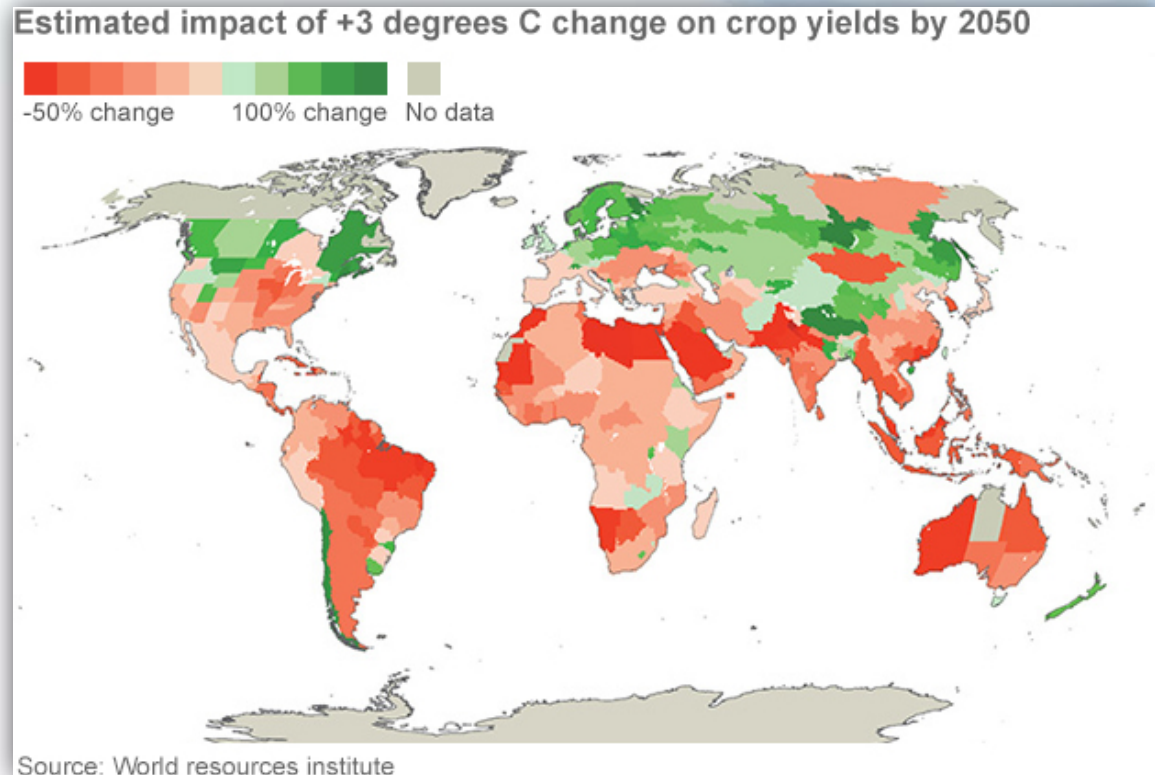 Estimated impact of +3 degrees C change on crop yields by 2050
-50% change 100% change No data
Source: World resources institute